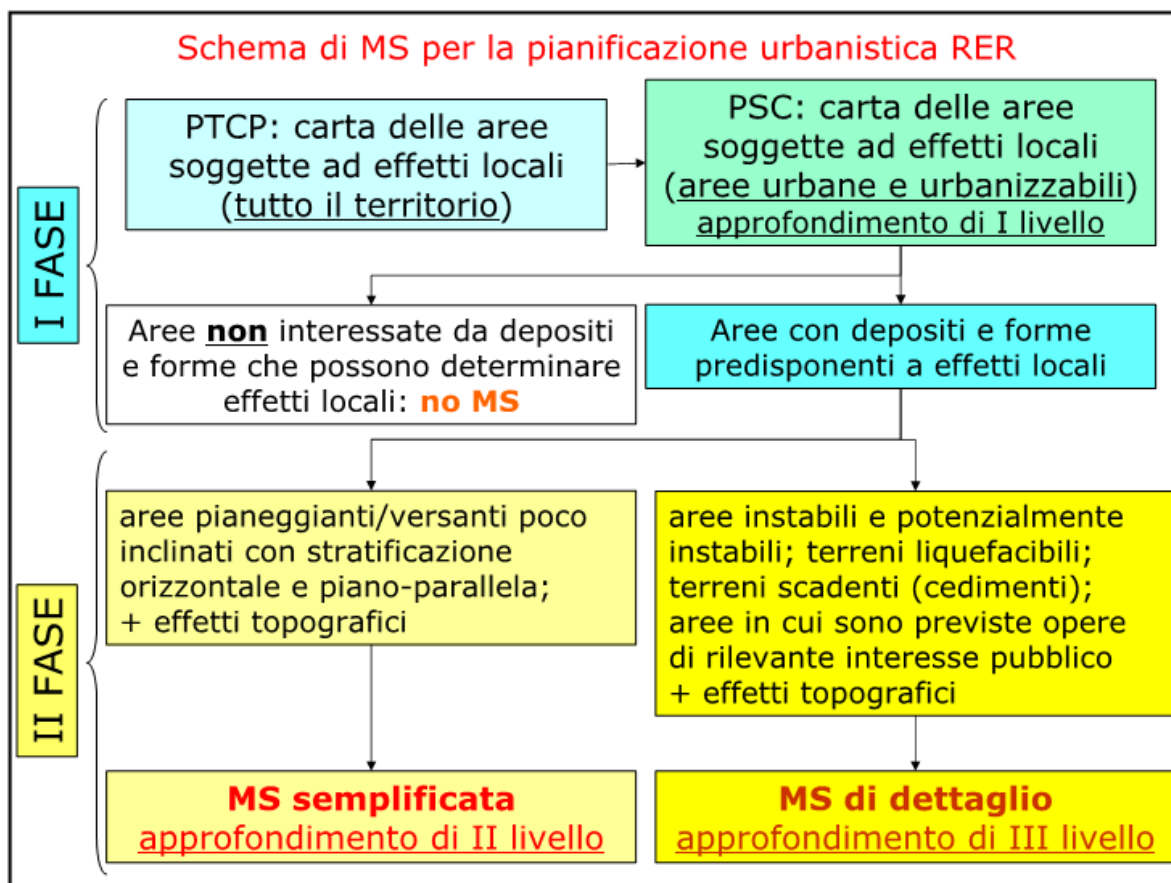 Schema di MS per la pianificazione urbanistica RER
I FASE
PTCP: carta delle aree
soggette ad effetti locali
(tutto il territorio)
PSC: carta delle aree
soggette ad effetti locali
(aree urbane e urbanizzabili)
approfondimento di I livello
Aree non interessate da depositi
e forme che possono determinare
effetti locali: no MS
Aree con depositi e forme
predisponenti a effetti locali
II FASE
aree pianeggianti/versanti poco
inclinati con stratificazione
orizzontale e piano-parallela;
+ effetti topografici
aree instabili e potenzialmente
instabili; terreni liquefacibili;
terreni scadenti (cedimenti);
aree in cui sono previste opere
di rilevante interesse pubblico
+ effetti topografici
MS semplificata
approfondimento di II livello
MS di dettaglio
approfondimento di III livello